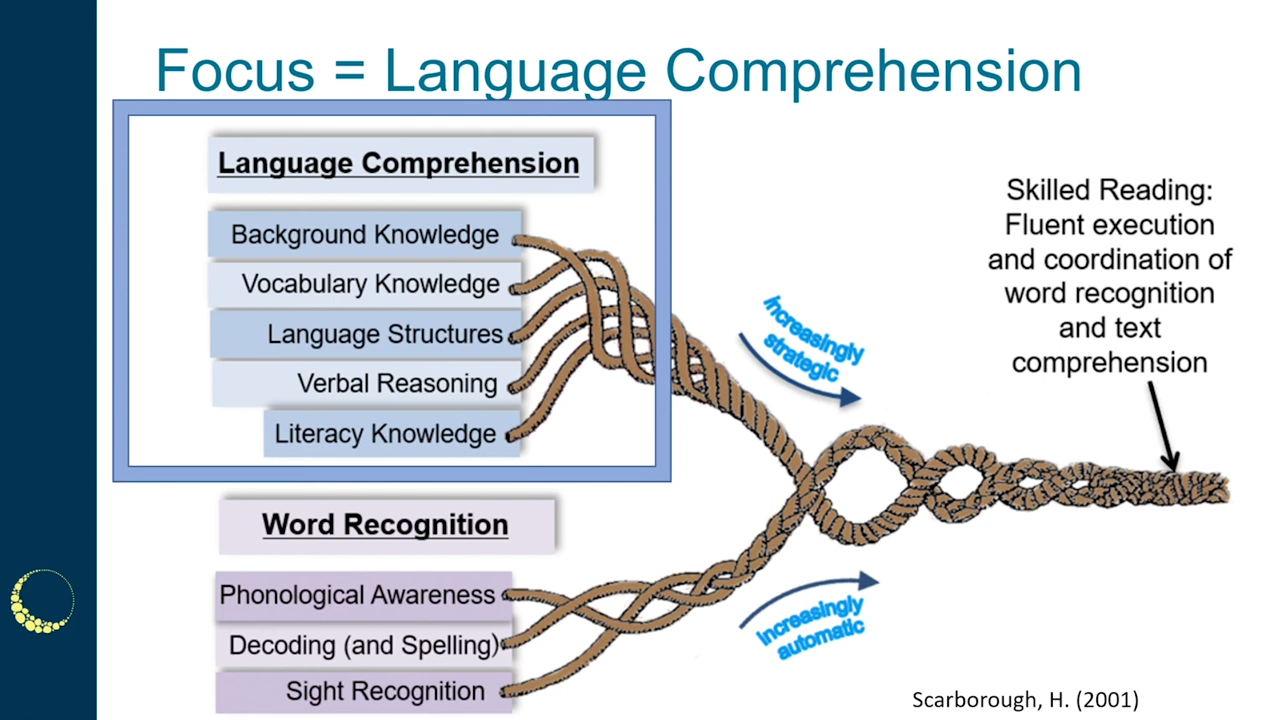 Focus = Language Comprehension
Language Comprehension
Background Knowledge
Vocabulary Knowledge
Language Structures
Verbal Reasoning
Literacy Knowledge
Word Recognition
Phonological Awareness
Decoding (and Spelling)
Sight Recognition
Increasingly
strategic
Increasingly
automatic
Skilled Reading:
Fluent execution
and coordination of
word recognition
and text
comprehension
Scarborough, H. (2001)